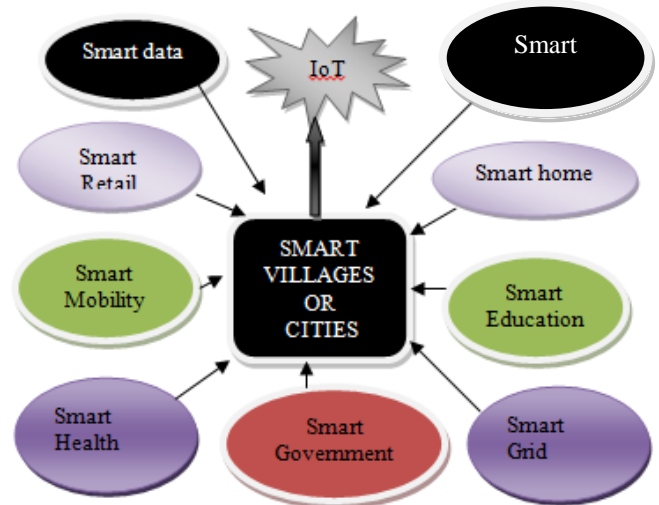 Smart data
IoT
Smart
Smart
Retail
Smart home
SMART
VILLAGES
OR
CITIES
Smart
Mobility
Smart
Education
Smart
Health
Smart
Government
Smart
Grid